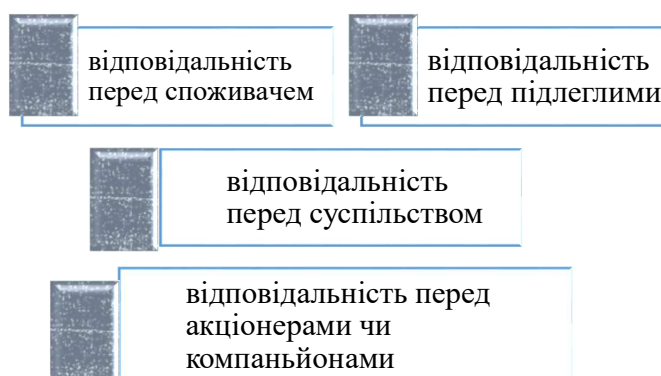 відповідальність
перед споживачем
відповідальність
перед підлеглими
відповідальність
перед суспільством
відповідальність перед
акціонерами чи
компаньйонами